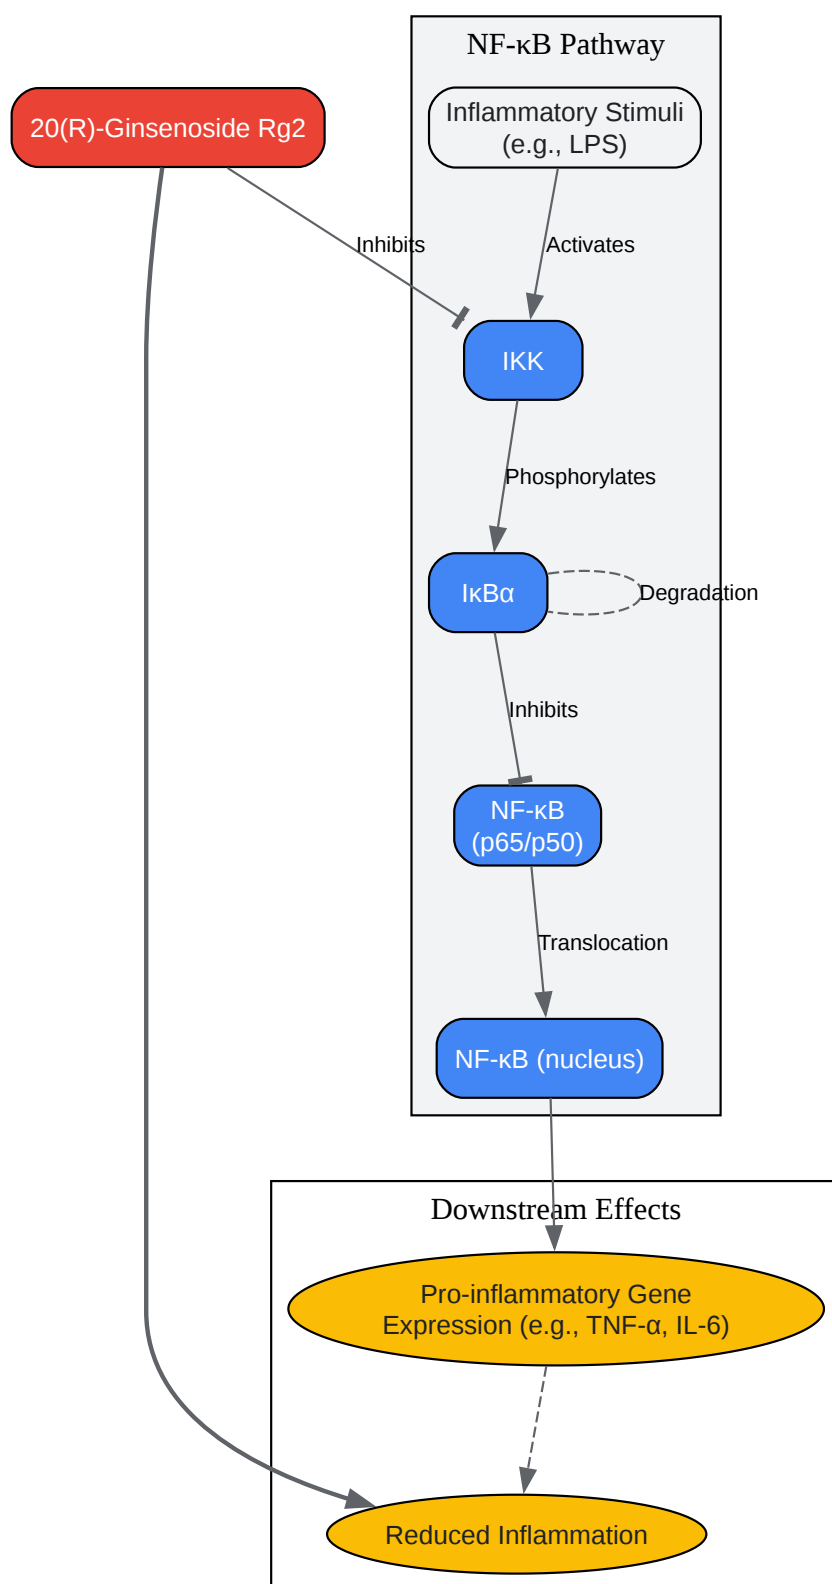 NF-κB Pathway
20(R)-Ginsenoside Rg2
Inflammatory Stimuli
(e.g., LPS)
Inhibits
Activates
IKK
Phosphorylates
IκBα
Degradation
Inhibits
NF-κB
(p65/p50)
Translocation
NF-κB (nucleus)
Downstream Effects
Pro-inflammatory Gene
Expression (e.g., TNF-α, IL-6)
Reduced Inflammation